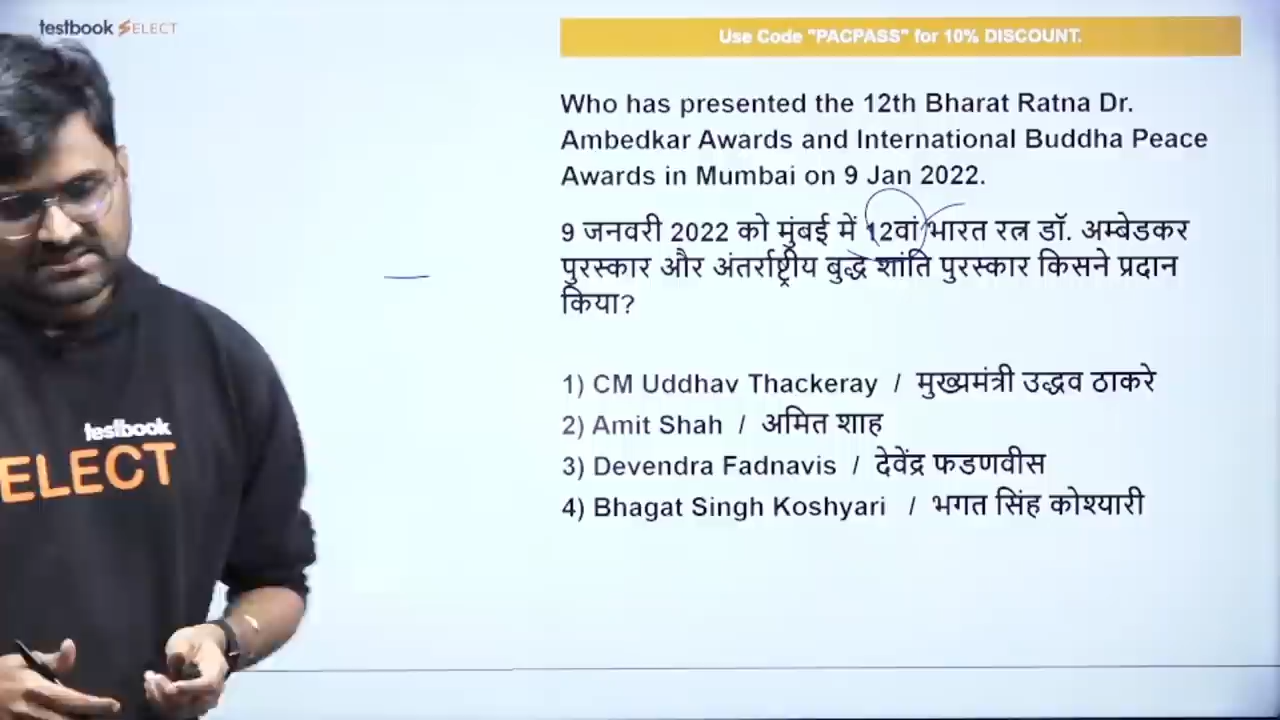 testbook SELECT
Use Code "PACPASS" for 10% DISCOUNT.
Who has presented the 12th Bharat Ratna Dr.
Ambedkar Awards and International Buddha Peace
Awards in Mumbai on 9 Jan 2022.
9 जनवरी 2022 को मुंबई में 12वां भारत रत्न डॉ. अम्बेडकर
पुरस्कार और अंतर्राष्ट्रीय बुद्ध शांति पुरस्कार किसने प्रदान
किया?
1) CM Uddhav Thackeray / मुख्यमंत्री उद्धव ठाकरे
2) Amit Shah / अमित शाह
3) Devendra Fadnavis / देवेंद्र फडणवीस
4) Bhagat Singh Koshyari / भगत सिंह कोश्यारी
testbook
ELECT